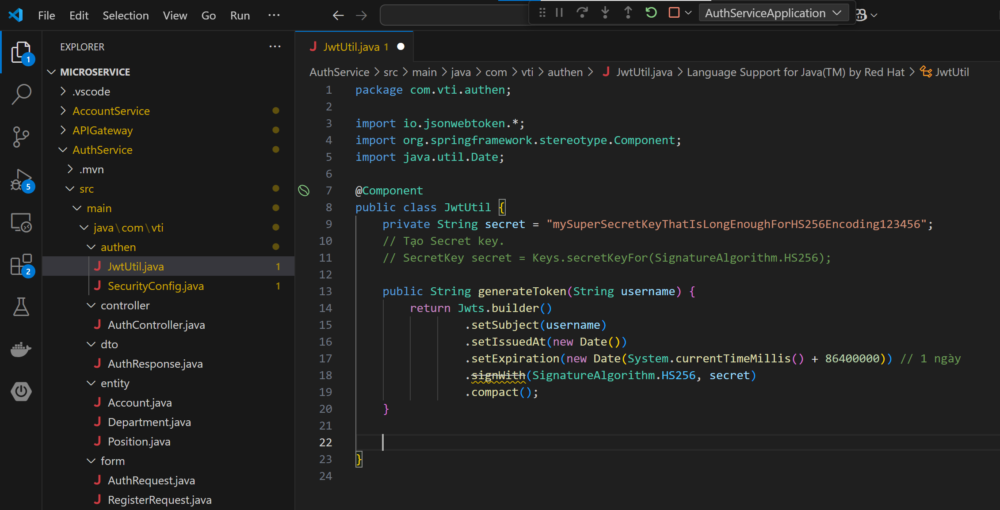 File Edit Selection View Go Run ···
AuthServiceApplication
EXPLORER ···
1
5
2
MICROSERVICE
.vscode
AccountService
APIGateway
AuthService
.mvn
src
main
java\com\vti
authen
JwtUtil.java 1
SecurityConfig.java 1
controller
AuthController.java
dto
AuthResponse.java
entity
Account.java
Department.java
Position.java
form
AuthRequest.java
RegisterRequest.java
JwtUtil.java 1
AuthService > src > main > java > com > vti > authen > JwtUtil.java > Language Support for Java(TM) by Red Hat > JwtUtil
1 package com.vti.authen;
2
3 import io.jsonwebtoken.*;
4 import org.springframework.stereotype.Component;
5 import java.util.Date;
6
7 @Component
8 public class JwtUtil {
9 private String secret = "mySuperSecretKeyThatIsLongEnoughForHS256Encoding123456";
10 // Tạo Secret key.
11 // SecretKey secret = Keys.secretKeyFor(SignatureAlgorithm.HS256);
12
13 public String generateToken(String username) {
14 return Jwts.builder()
15 .setSubject(username)
16 .setIssuedAt(new Date())
17 .setExpiration(new Date(System.currentTimeMillis() + 86400000)) // 1 ngày
18 .signWith(SignatureAlgorithm.HS256, secret)
19 .compact();
20 }
21
22
23 }
24